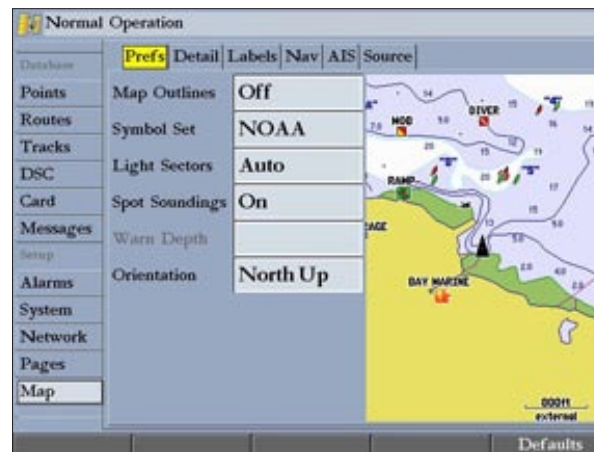 Normal Operation
Prefs Detail Labels Nav AIS Source
Database
Points
Routes
Tracks
DSC
Card
Messages
Setup
Alarms
System
Network
Pages
Map
Map Outlines Off
Symbol Set NOAA
Light Sectors Auto
Spot Soundings On
Warn Depth
Orientation North Up
DIVER
MOB
RAMP
BAY MARINE
external
Defaults